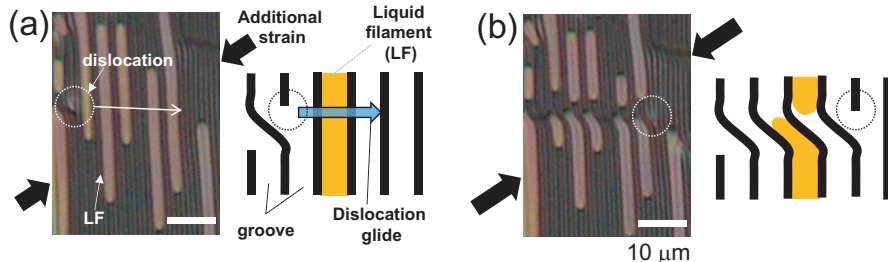 (a)
Additional
strain
dislocation
LF
Liquid
filament
(LF)
groove
Dislocation
glide
(b)
10 μm